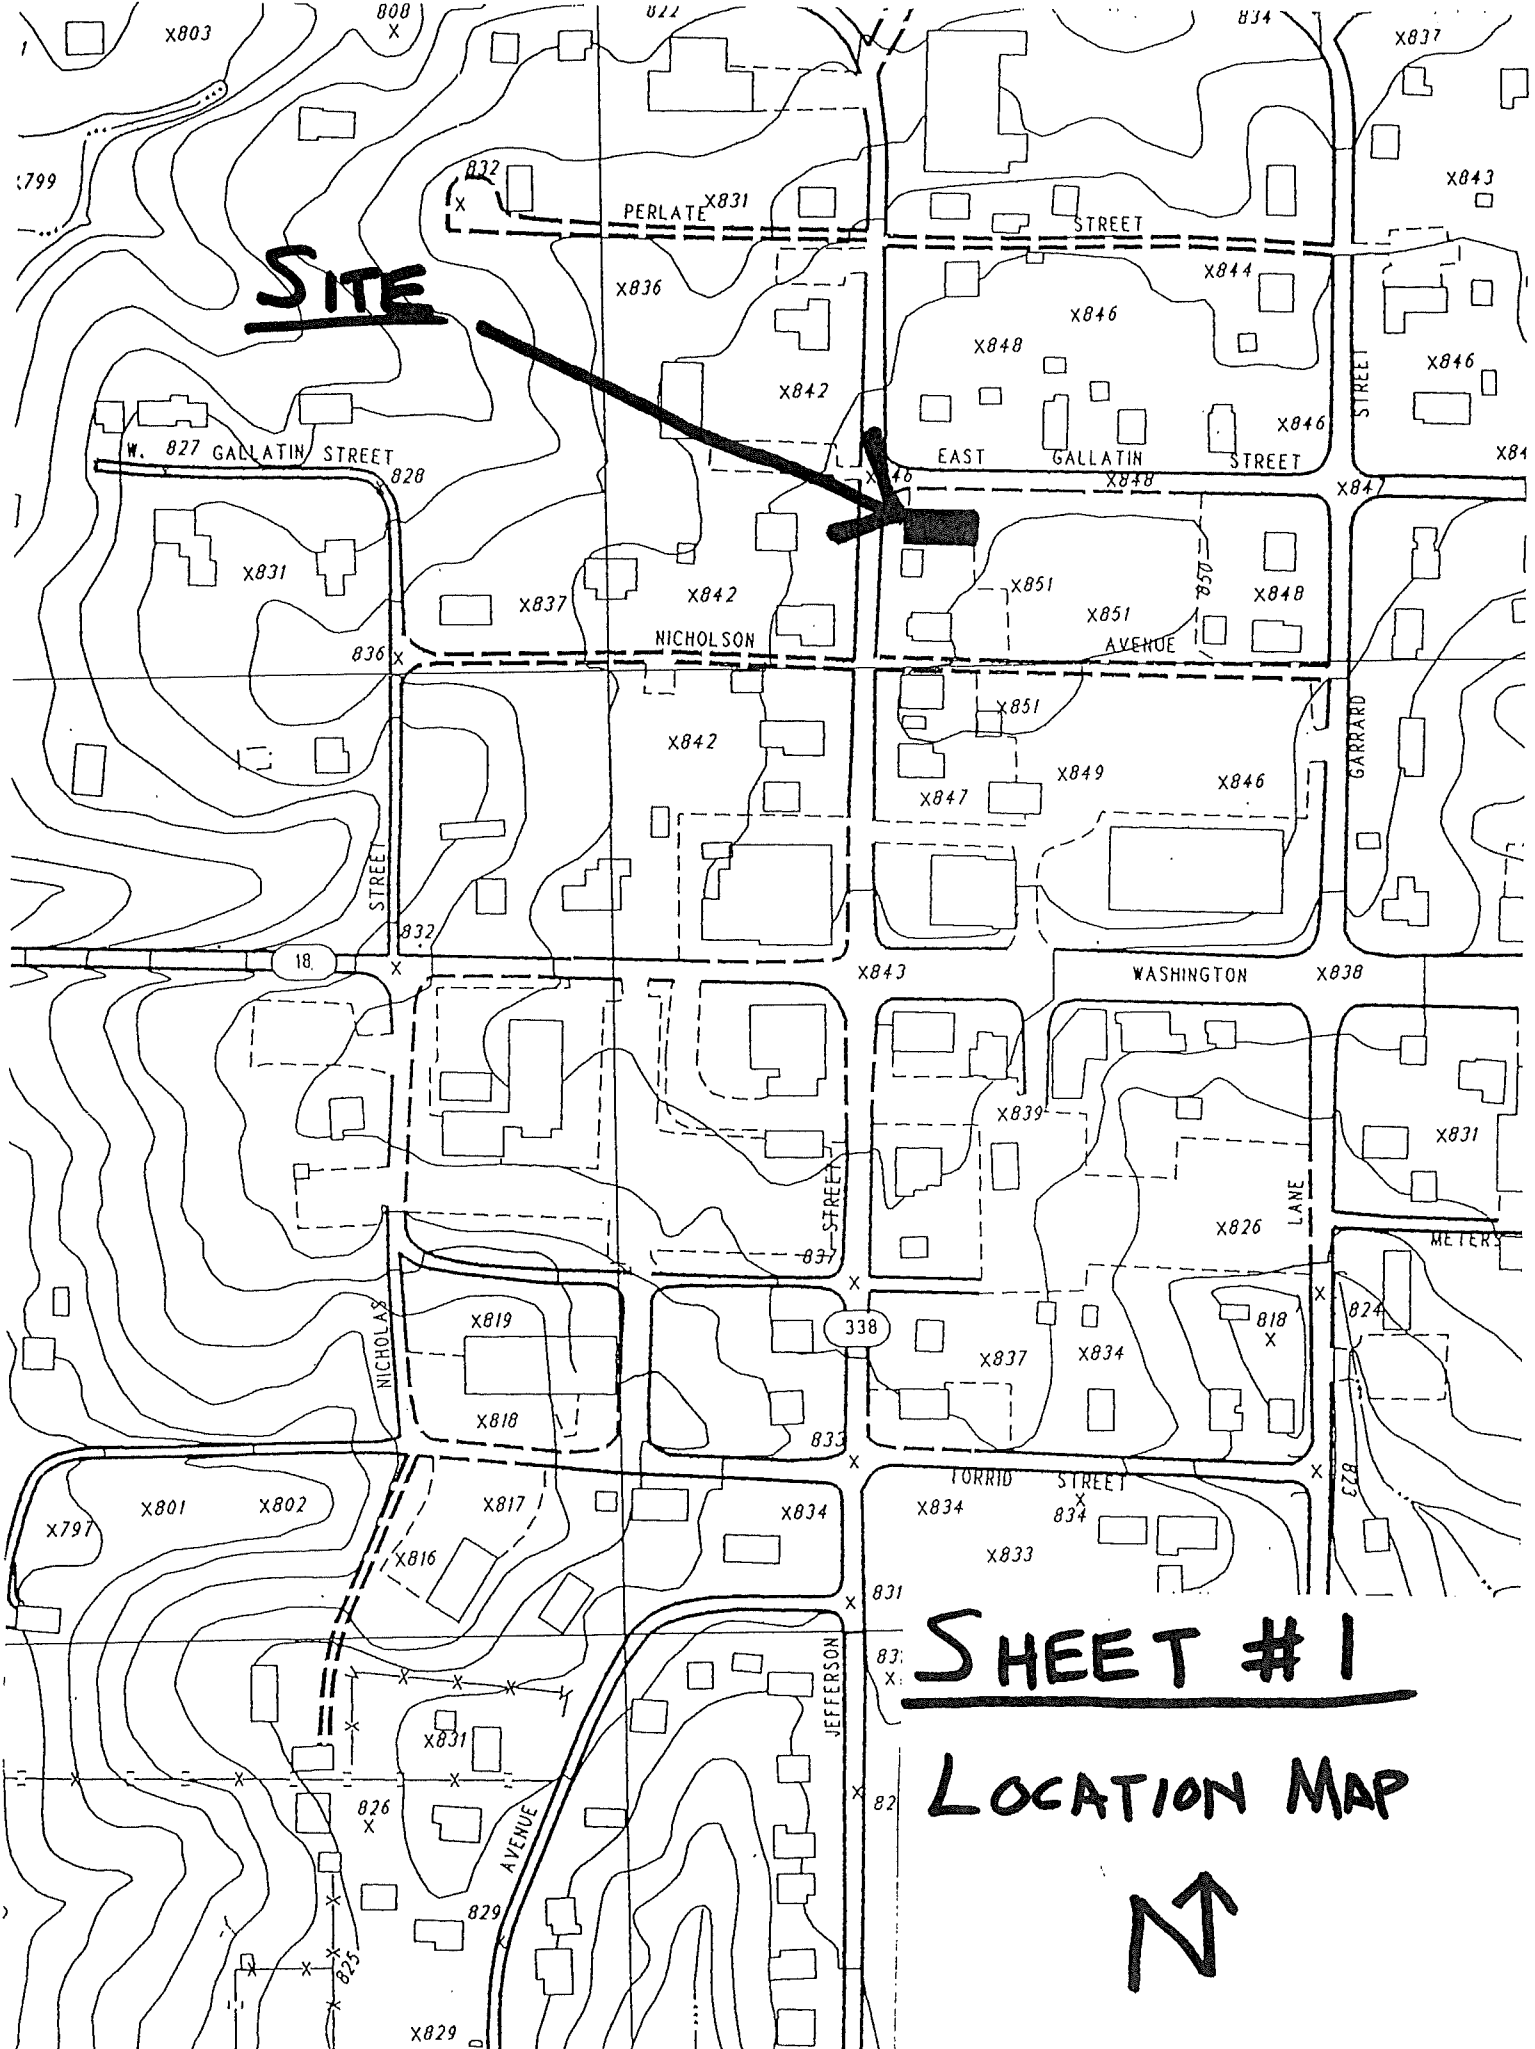 808
822
834
X803
X837
832
X843
PERLATE X831
STREET
SITE
X844
X836
X846
X848
STREET
X846
X842
X846
W. 827 GALLATIN STREET
EAST GALLATIN STREET
828
X848
X847
X831
X837
X842
X851
X851
850
X848
NICHOLSON
AVENUE
836
X851
X842
GARRARD
X849
X846
X847
STREET
832
18
X843
WASHINGTON
X838
X839
X831
STREET
LANE
X826
METERS
837
NICHOLAS
X819
338
818
824
X837
X834
X818
833
TORRID STREET
823
X801
X802
X817
X834
X834
834
X797
X816
X833
831
SHEET #1
JEFFERSON
X831
LOCATION MAP
826
AVENUE
829
825
N
X829